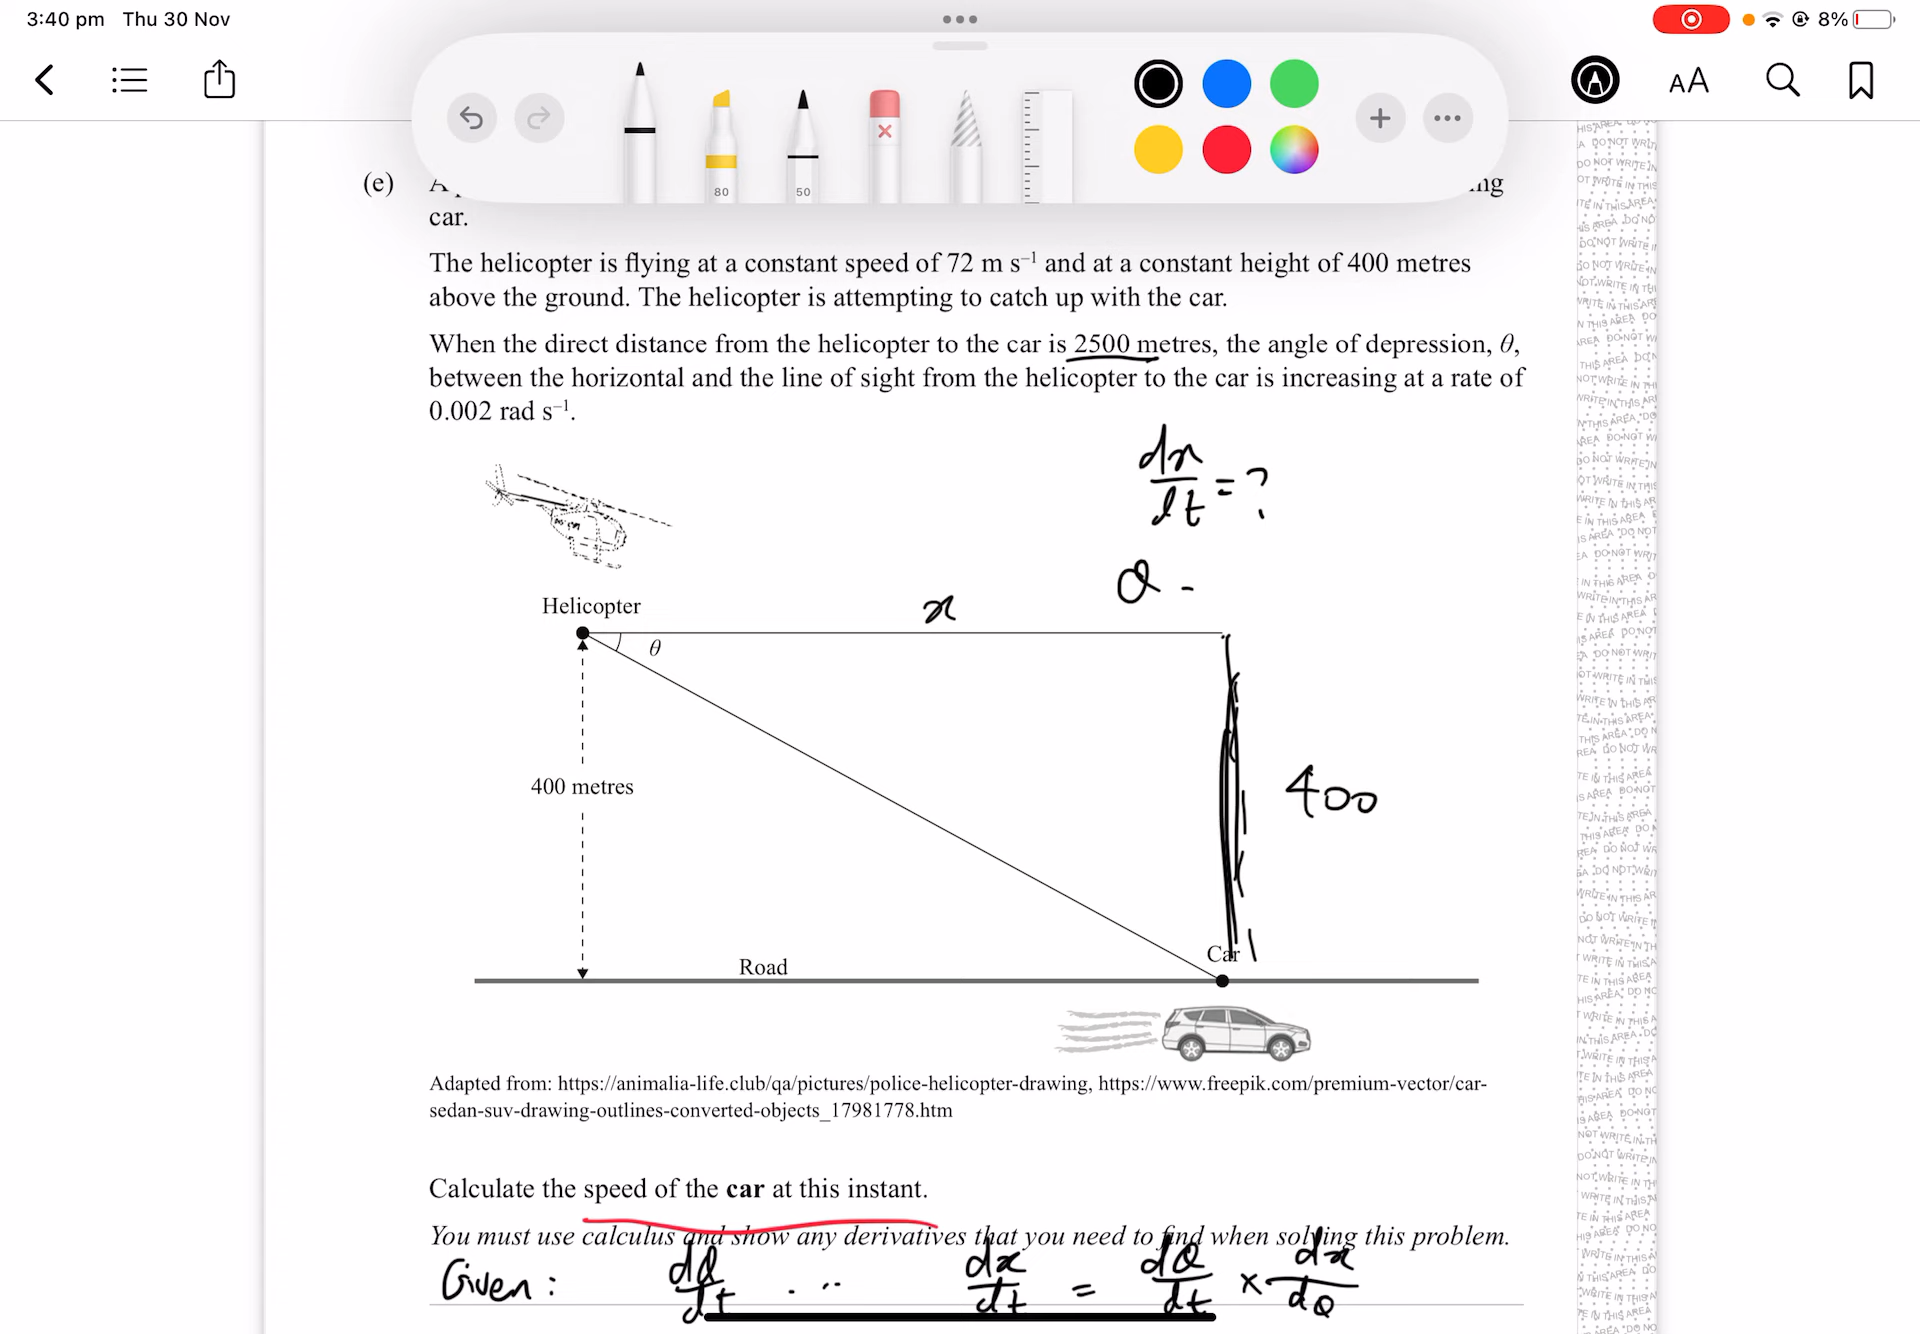 3:40 pm Thu 30 Nov
8%
AA
80
50
(e)
car.
The helicopter is flying at a constant speed of 72 m s⁻¹ and at a constant height of 400 metres
above the ground. The helicopter is attempting to catch up with the car.
When the direct distance from the helicopter to the car is 2500 metres, the angle of depression, θ,
between the horizontal and the line of sight from the helicopter to the car is increasing at a rate of
0.002 rad s⁻¹.
dx/dt = ?
θ -
Helicopter
x
θ
400 metres
400
Car
Road
Adapted from: https://animalia-life.club/qa/pictures/police-helicopter-drawing, https://www.freepik.com/premium-vector/car-
sedan-suv-drawing-outlines-converted-objects_17981778.htm
Calculate the speed of the car at this instant.
You must use calculus and show any derivatives that you need to find when solving this problem.
Given: dθ/dt dx/dt = dθ/dt × dx/dθ